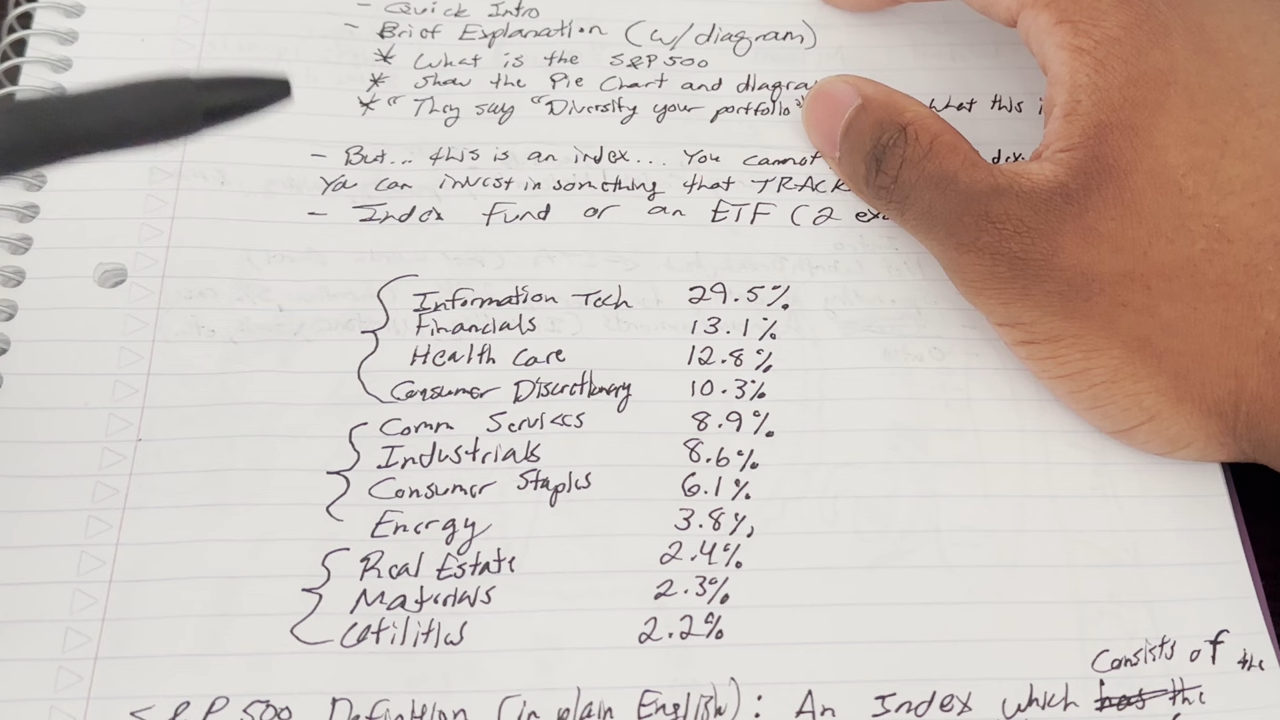 - Quick Intro
- Brief Explanation (w/diagram)
* What is the S&P 500
* Show the Pie Chart and diagra
* "They say "Diversify your portfolio" what this i
- But... this is an index... You cannot
You can invest in something that TRACK
- Index Fund or an ETF (2 ex
Information Tech 29.5%
Financials 13.1%
Health Care 12.8%
Consumer Discretionary 10.3%
Comm Services 8.9%
Industrials 8.6%
Consumer Staples 6.1%
Energy 3.8%
Real Estate 2.4%
Materials 2.3%
Utilities 2.2%
Consists of the
S&P 500 Definition (in plain English): An Index which has the